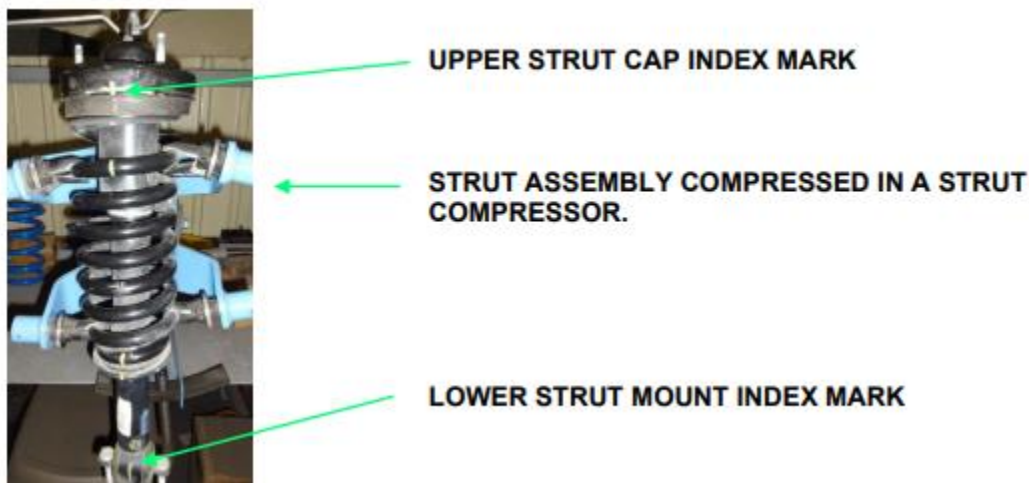 UPPER STRUT CAP INDEX MARK
STRUT ASSEMBLY COMPRESSED IN A STRUT
COMPRESSOR.
LOWER STRUT MOUNT INDEX MARK